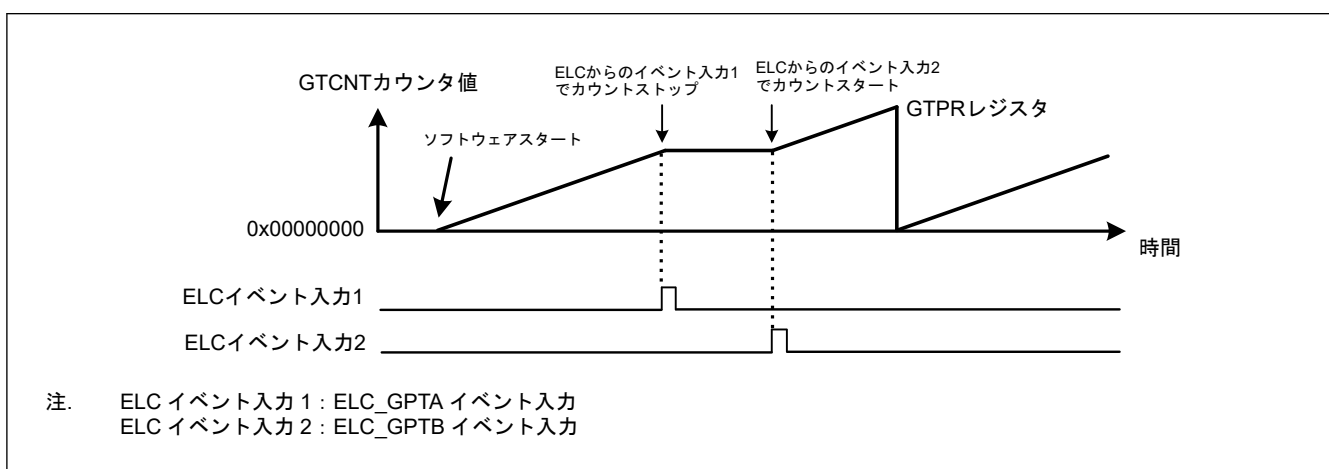 ELCからのイベント入力1
でカウントストップ
ELCからのイベント入力2
でカウントスタート
GTCNTカウンタ値
GTPRレジスタ
ソフトウェアスタート
0x00000000
時間
ELCイベント入力1
ELCイベント入力2
注. ELC イベント入力 1 : ELC_GPTA イベント入力
ELC イベント入力 2 : ELC_GPTB イベント入力